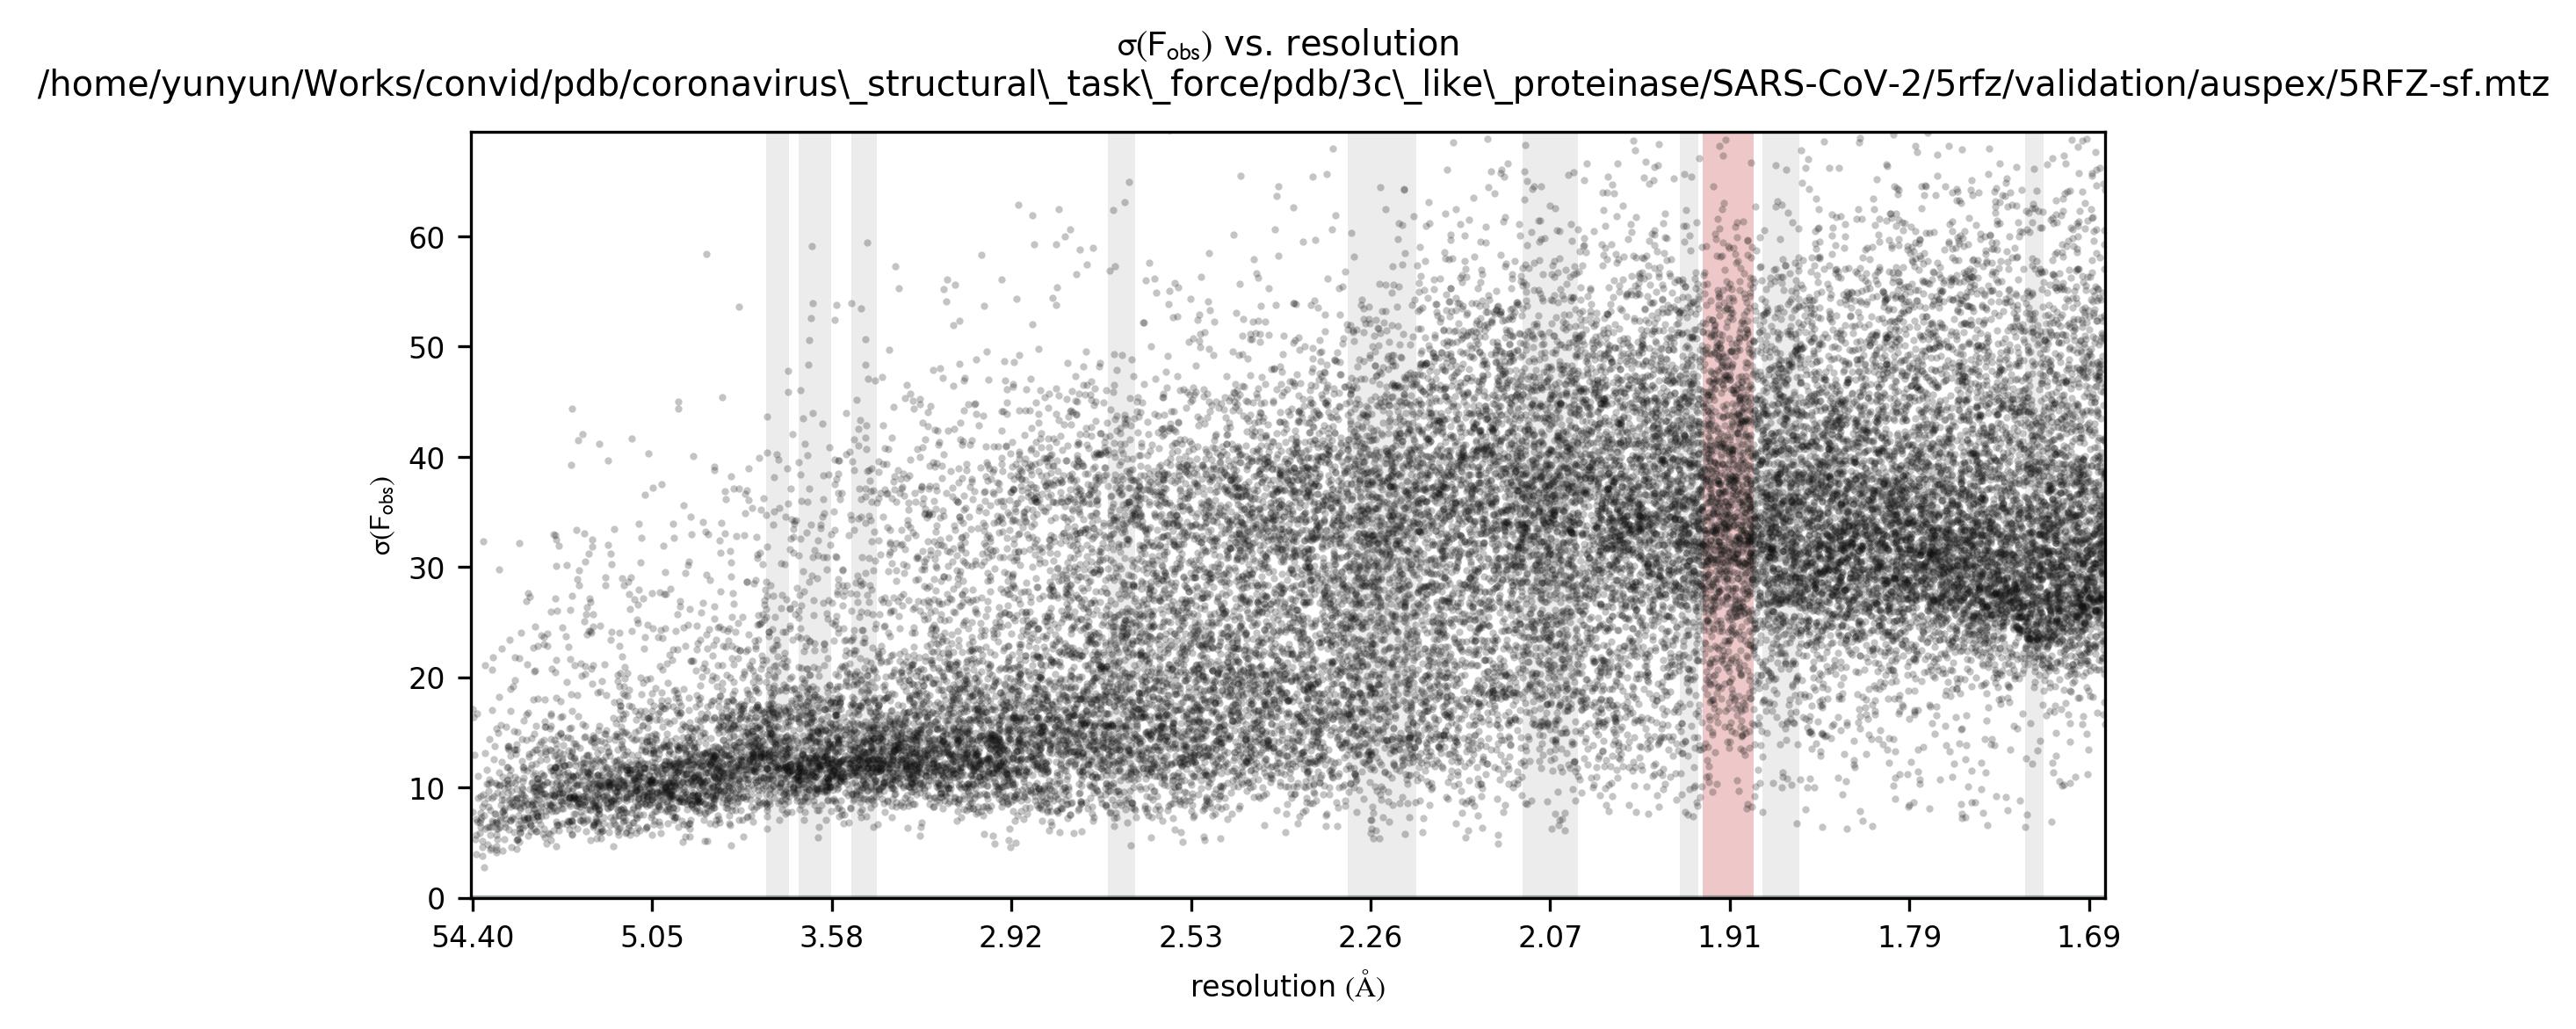 σ(Fobs) vs. resolution
/home/yunyun/Works/convid/pdb/coronavirus\_structural\_task\_force/pdb/3c\_like\_proteinase/SARS-CoV-2/5rfz/validation/auspex/5RFZ-sf.mtz
60
50
40
30
20
10
0
σ(Fobs)
54.40 5.05 3.58 2.92 2.53 2.26 2.07 1.91 1.79 1.69
resolution (Å)